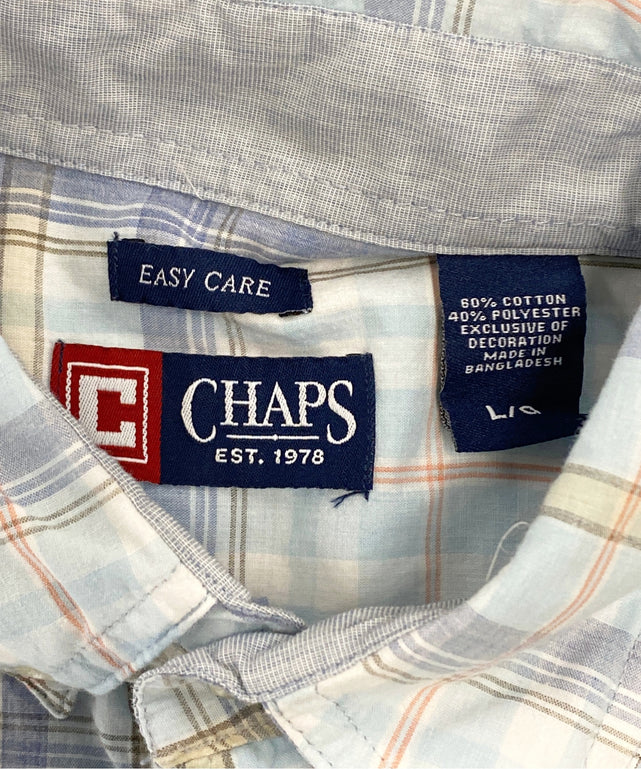 EASY CARE
C
CHAPS
EST. 1978
60% COTTON
40% POLYESTER
EXCLUSIVE OF
DECORATION
MADE IN
BANGLADESH
L/G